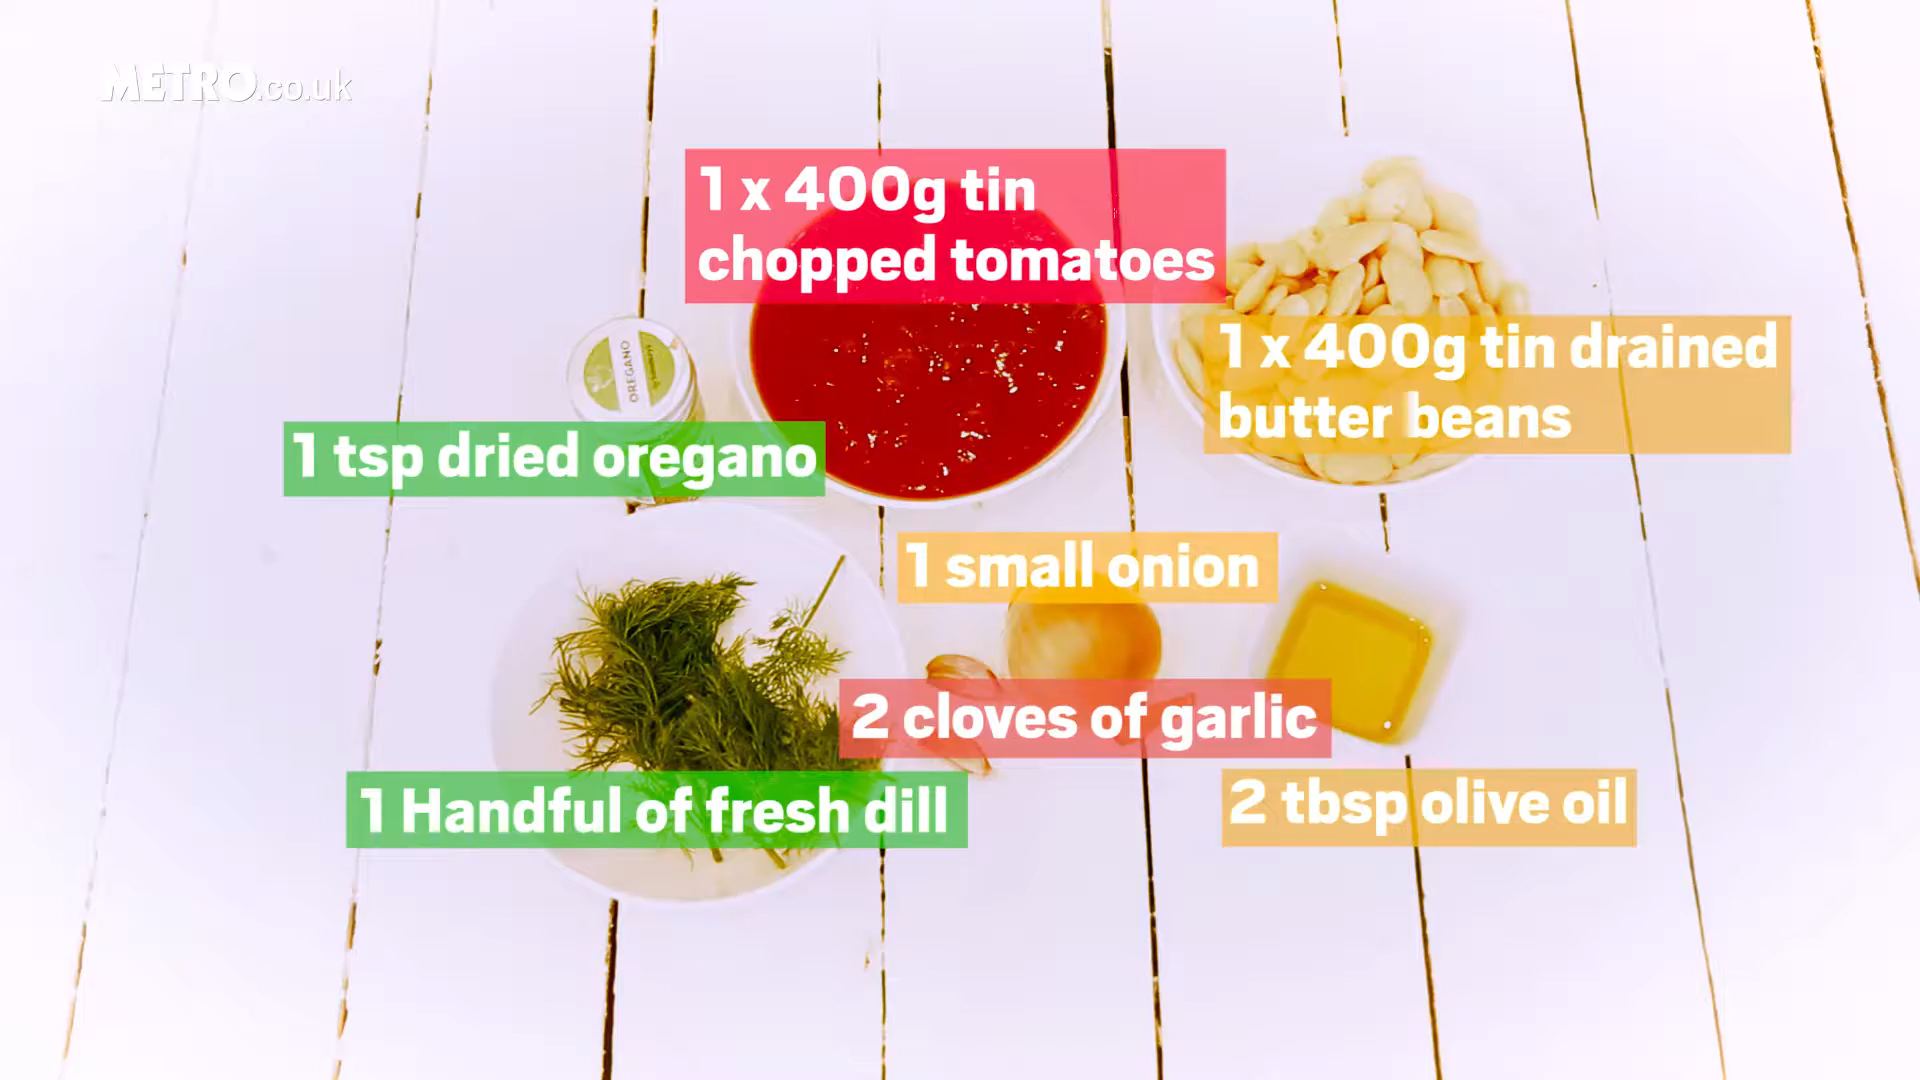 METRO.co.uk
1 x 400g tin
chopped tomatoes
1 x 400g tin drained
butter beans
OREGANO
1 tsp dried oregano
1 small onion
2 cloves of garlic
1 Handful of fresh dill
2 tbsp olive oil